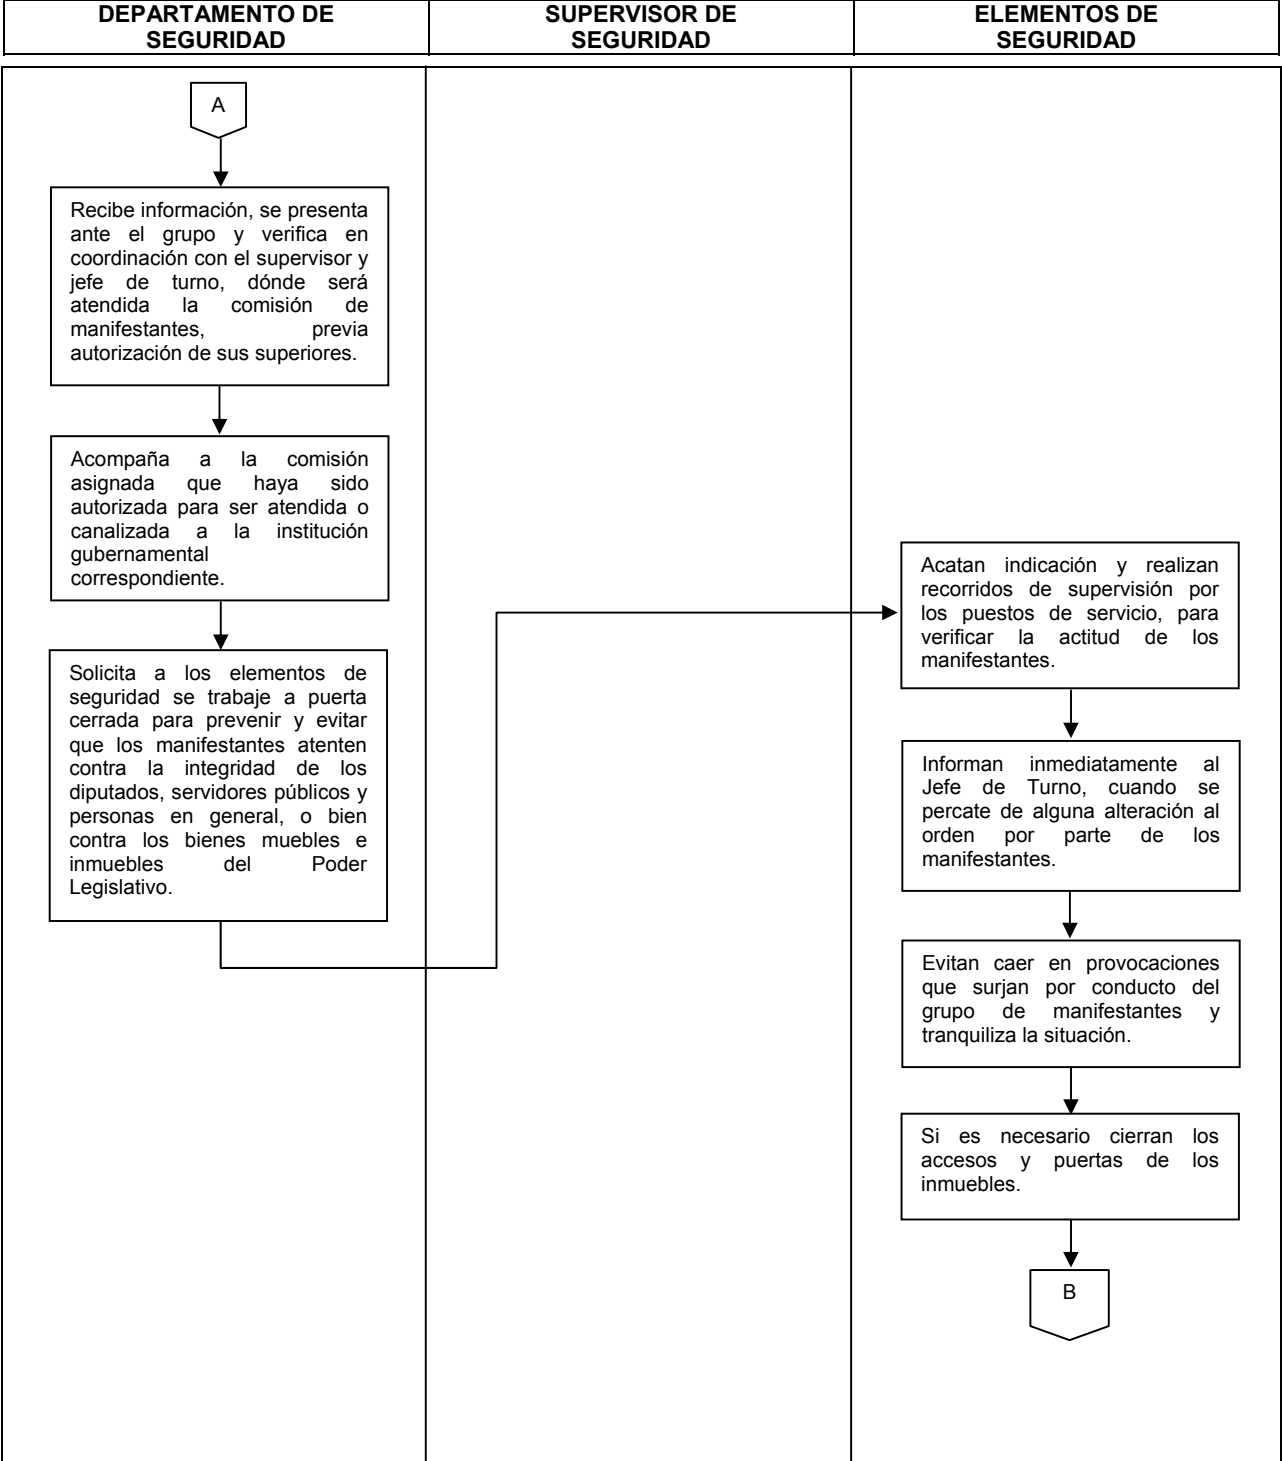 DEPARTAMENTO DE
SEGURIDAD
SUPERVISOR DE
SEGURIDAD
ELEMENTOS DE
SEGURIDAD
A
Recibe información, se presenta
ante el grupo y verifica en
coordinación con el supervisor y
jefe de turno, dónde será
atendida la comisión de
manifestantes, previa
autorización de sus superiores.
Acompaña a la comisión
asignada que haya sido
autorizada para ser atendida o
canalizada a la institución
gubernamental
correspondiente.
Solicita a los elementos de
seguridad se trabaje a puerta
cerrada para prevenir y evitar
que los manifestantes atenten
contra la integridad de los
diputados, servidores públicos y
personas en general, o bien
contra los bienes muebles e
inmuebles del Poder
Legislativo.
Acatan indicación y realizan
recorridos de supervisión por
los puestos de servicio, para
verificar la actitud de los
manifestantes.
Informan inmediatamente al
Jefe de Turno, cuando se
percate de alguna alteración al
orden por parte de los
manifestantes.
Evitan caer en provocaciones
que surjan por conducto del
grupo de manifestantes y
tranquiliza la situación.
Si es necesario cierran los
accesos y puertas de los
inmuebles.
B